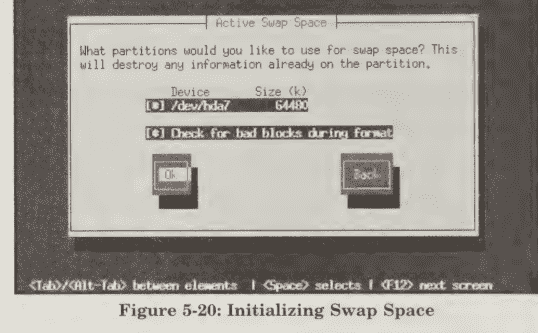 Active Swap Space
What partitions would you like to use for swap space? This
will destroy any information already on the partition.
Device Size (k)
[*] /dev/hda7 64480
[*] Check for bad blocks during format
Ok
Back
<Tab>/<Alt-Tab> between elements | <Space> selects | <F12> next screen
Figure 5-20: Initializing Swap Space